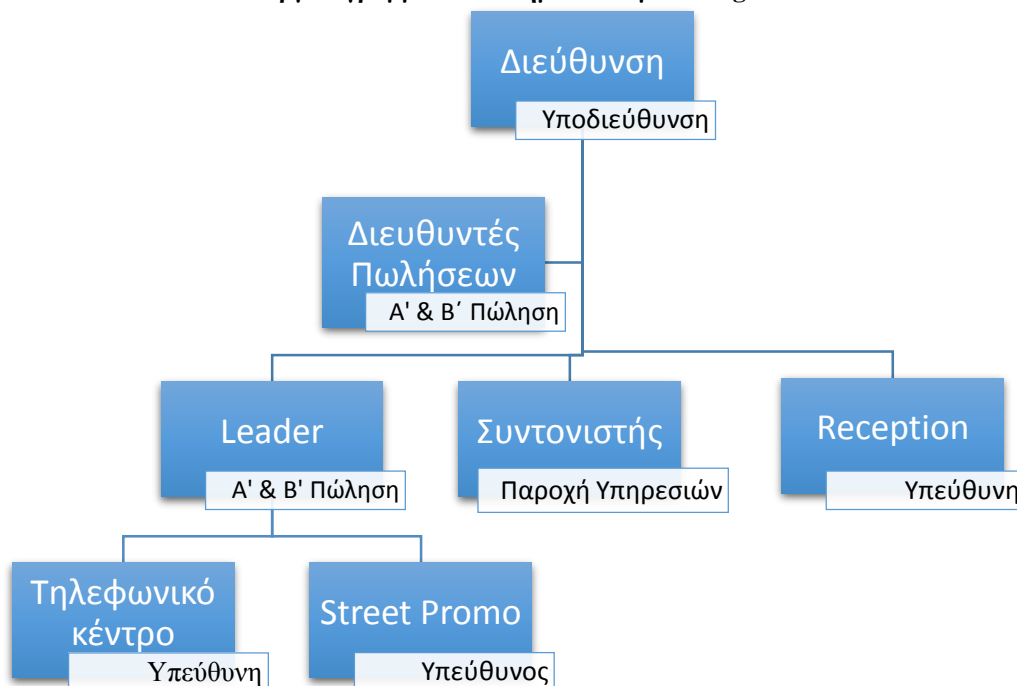 Διεύθυνση
Υποδιεύθυνση
Διευθυντές
Πωλήσεων
Α' & Β΄ Πώληση
Leader
Α' & Β' Πώληση
Συντονιστής
Παροχή Υπηρεσιών
Reception
Υπεύθυνη
Τηλεφωνικό
κέντρο
Υπεύθυνη
Street Promo
Υπεύθυνος